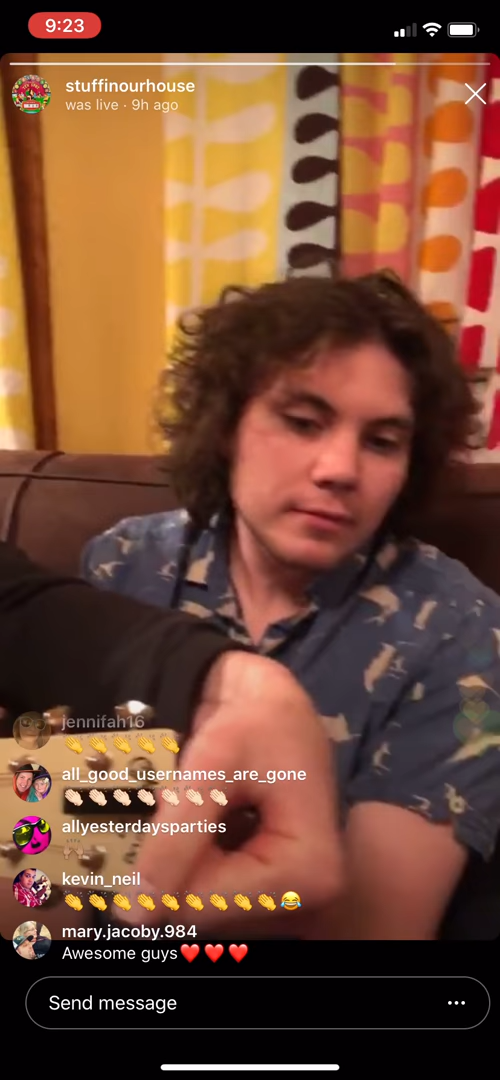 9:23
stuffinourhouse
was live · 9h ago
jennifah16
👏👏👏👏👏
all_good_usernames_are_gone
👏🏻👏🏻👏🏻👏🏻👏🏻👏🏻👏🏻
allyesterdaysparties
kevin_neil
👏👏👏👏👏👏👏👏👏😂
mary.jacoby.984
Awesome guys❤️❤️❤️
Send message